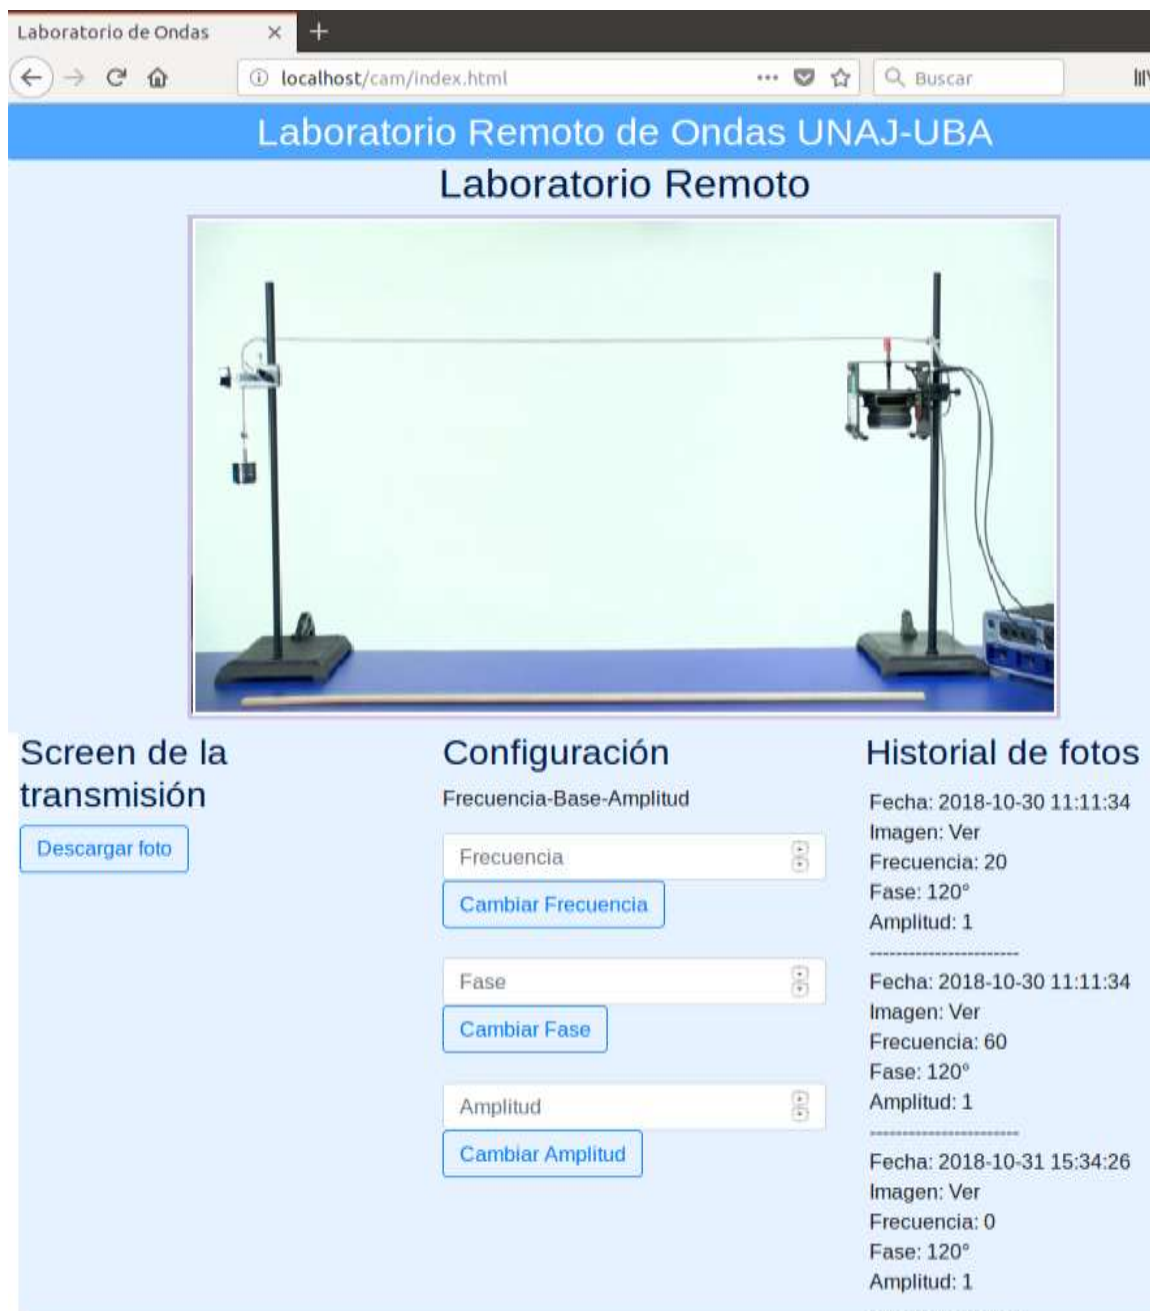 Laboratorio de Ondas
localhost/cam/index.html
Buscar
Laboratorio Remoto de Ondas UNAJ-UBA
Laboratorio Remoto
Screen de la
transmisión
Descargar foto
Configuración
Frecuencia-Base-Amplitud
Frecuencia
Cambiar Frecuencia
Fase
Cambiar Fase
Amplitud
Cambiar Amplitud
Historial de fotos
Fecha: 2018-10-30 11:11:34
Imagen: Ver
Frecuencia: 20
Fase: 120°
Amplitud: 1
-----------------------
Fecha: 2018-10-30 11:11:34
Imagen: Ver
Frecuencia: 60
Fase: 120°
Amplitud: 1
-----------------------
Fecha: 2018-10-31 15:34:26
Imagen: Ver
Frecuencia: 0
Fase: 120°
Amplitud: 1